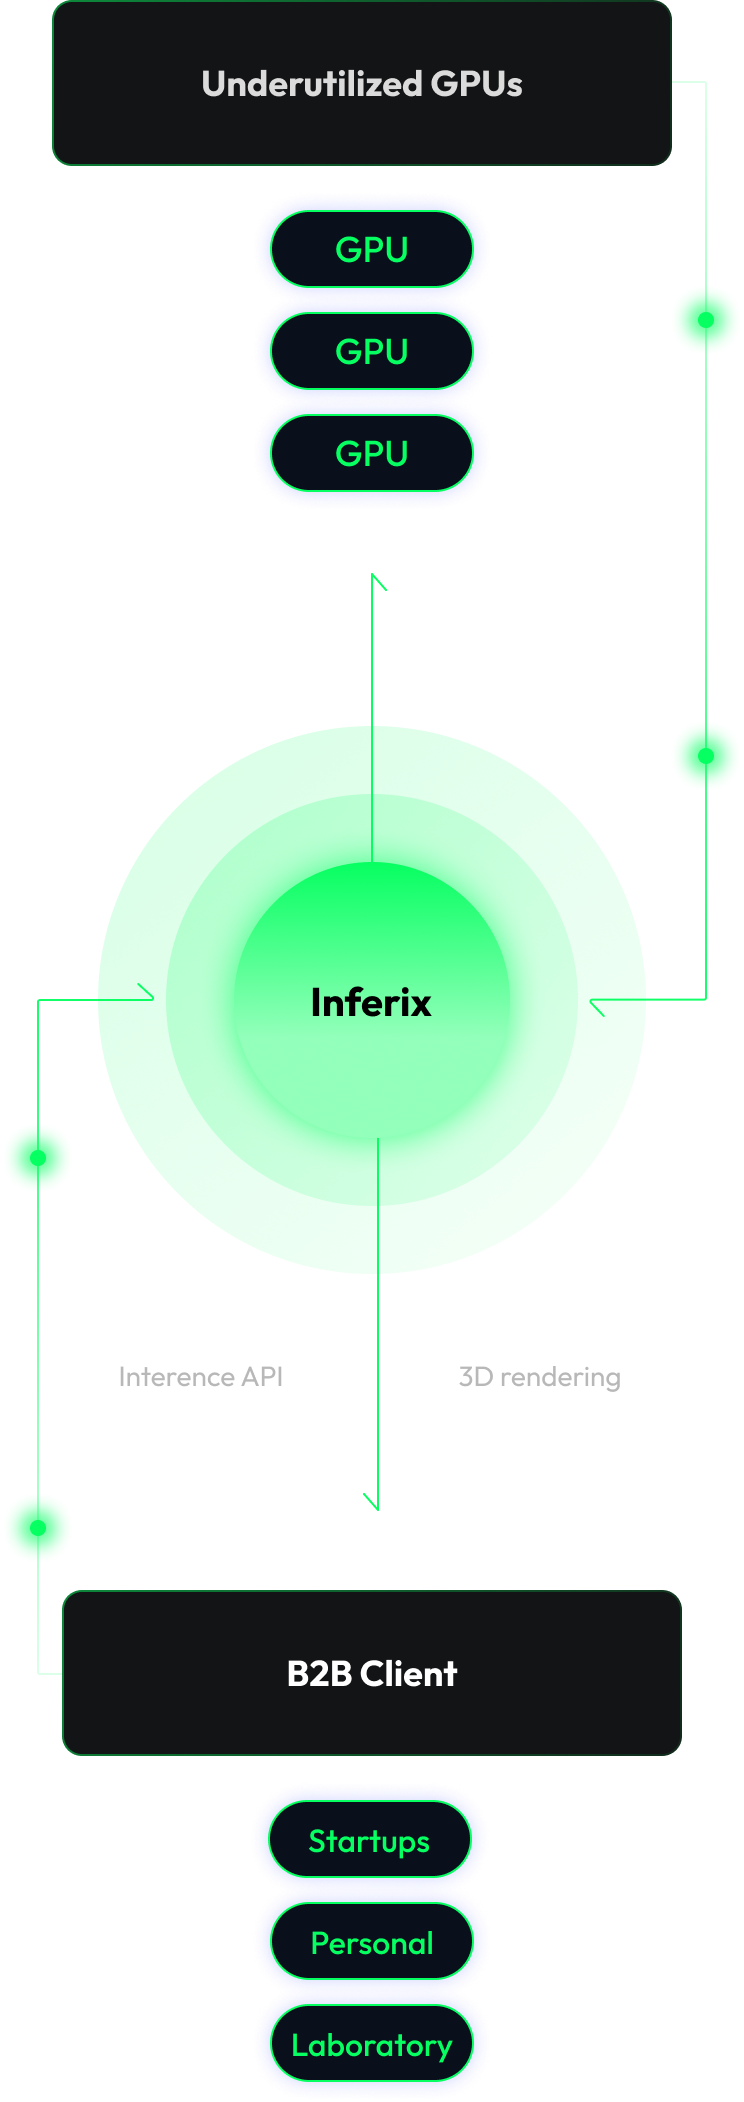 Underutilized GPUs
GPU
GPU
GPU
Inferix
Interence API
3D rendering
B2B Client
Startups
Personal
Laboratory